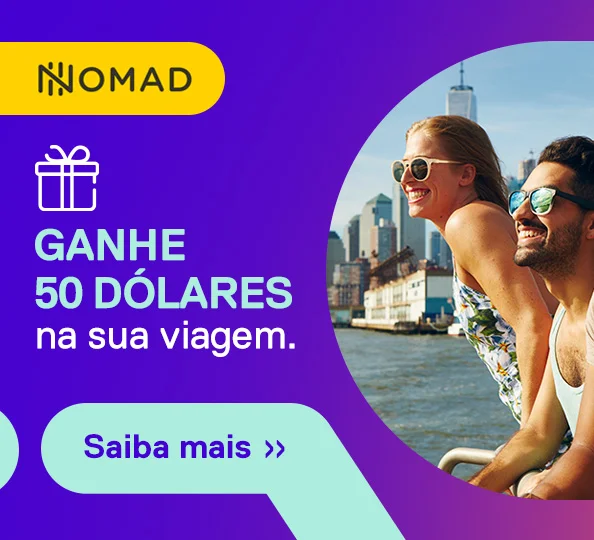 NOMAD
GANHE
50 DÓLARES
na sua viagem.
Saiba mais ››